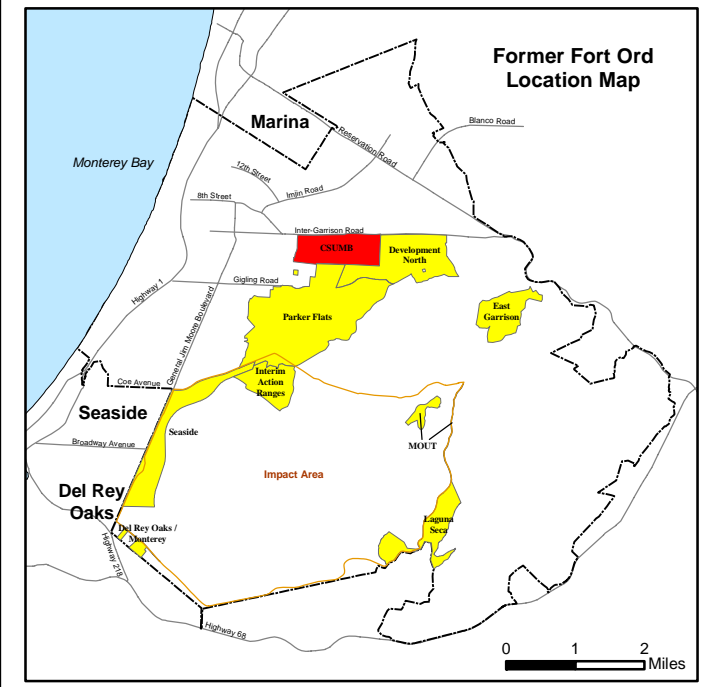 Former Fort Ord
Location Map
Marina
Blanco Road
Reservation Road
Monterey Bay
12th Street
Imjin Road
8th Street
Inter-Garrison Road
CSUMB
Development
North
Gigling Road
Highway 1
General Jim Moore Boulevard
East
Garrison
Parker Flats
Interim
Action
Ranges
Coe Avenue
Seaside
Seaside
Broadway Avenue
MOUT
Impact Area
Del Rey
Oaks
Del Rey Oaks /
Monterey
Laguna
Seca
Highway 218
Highway 68
0 1 2
Miles